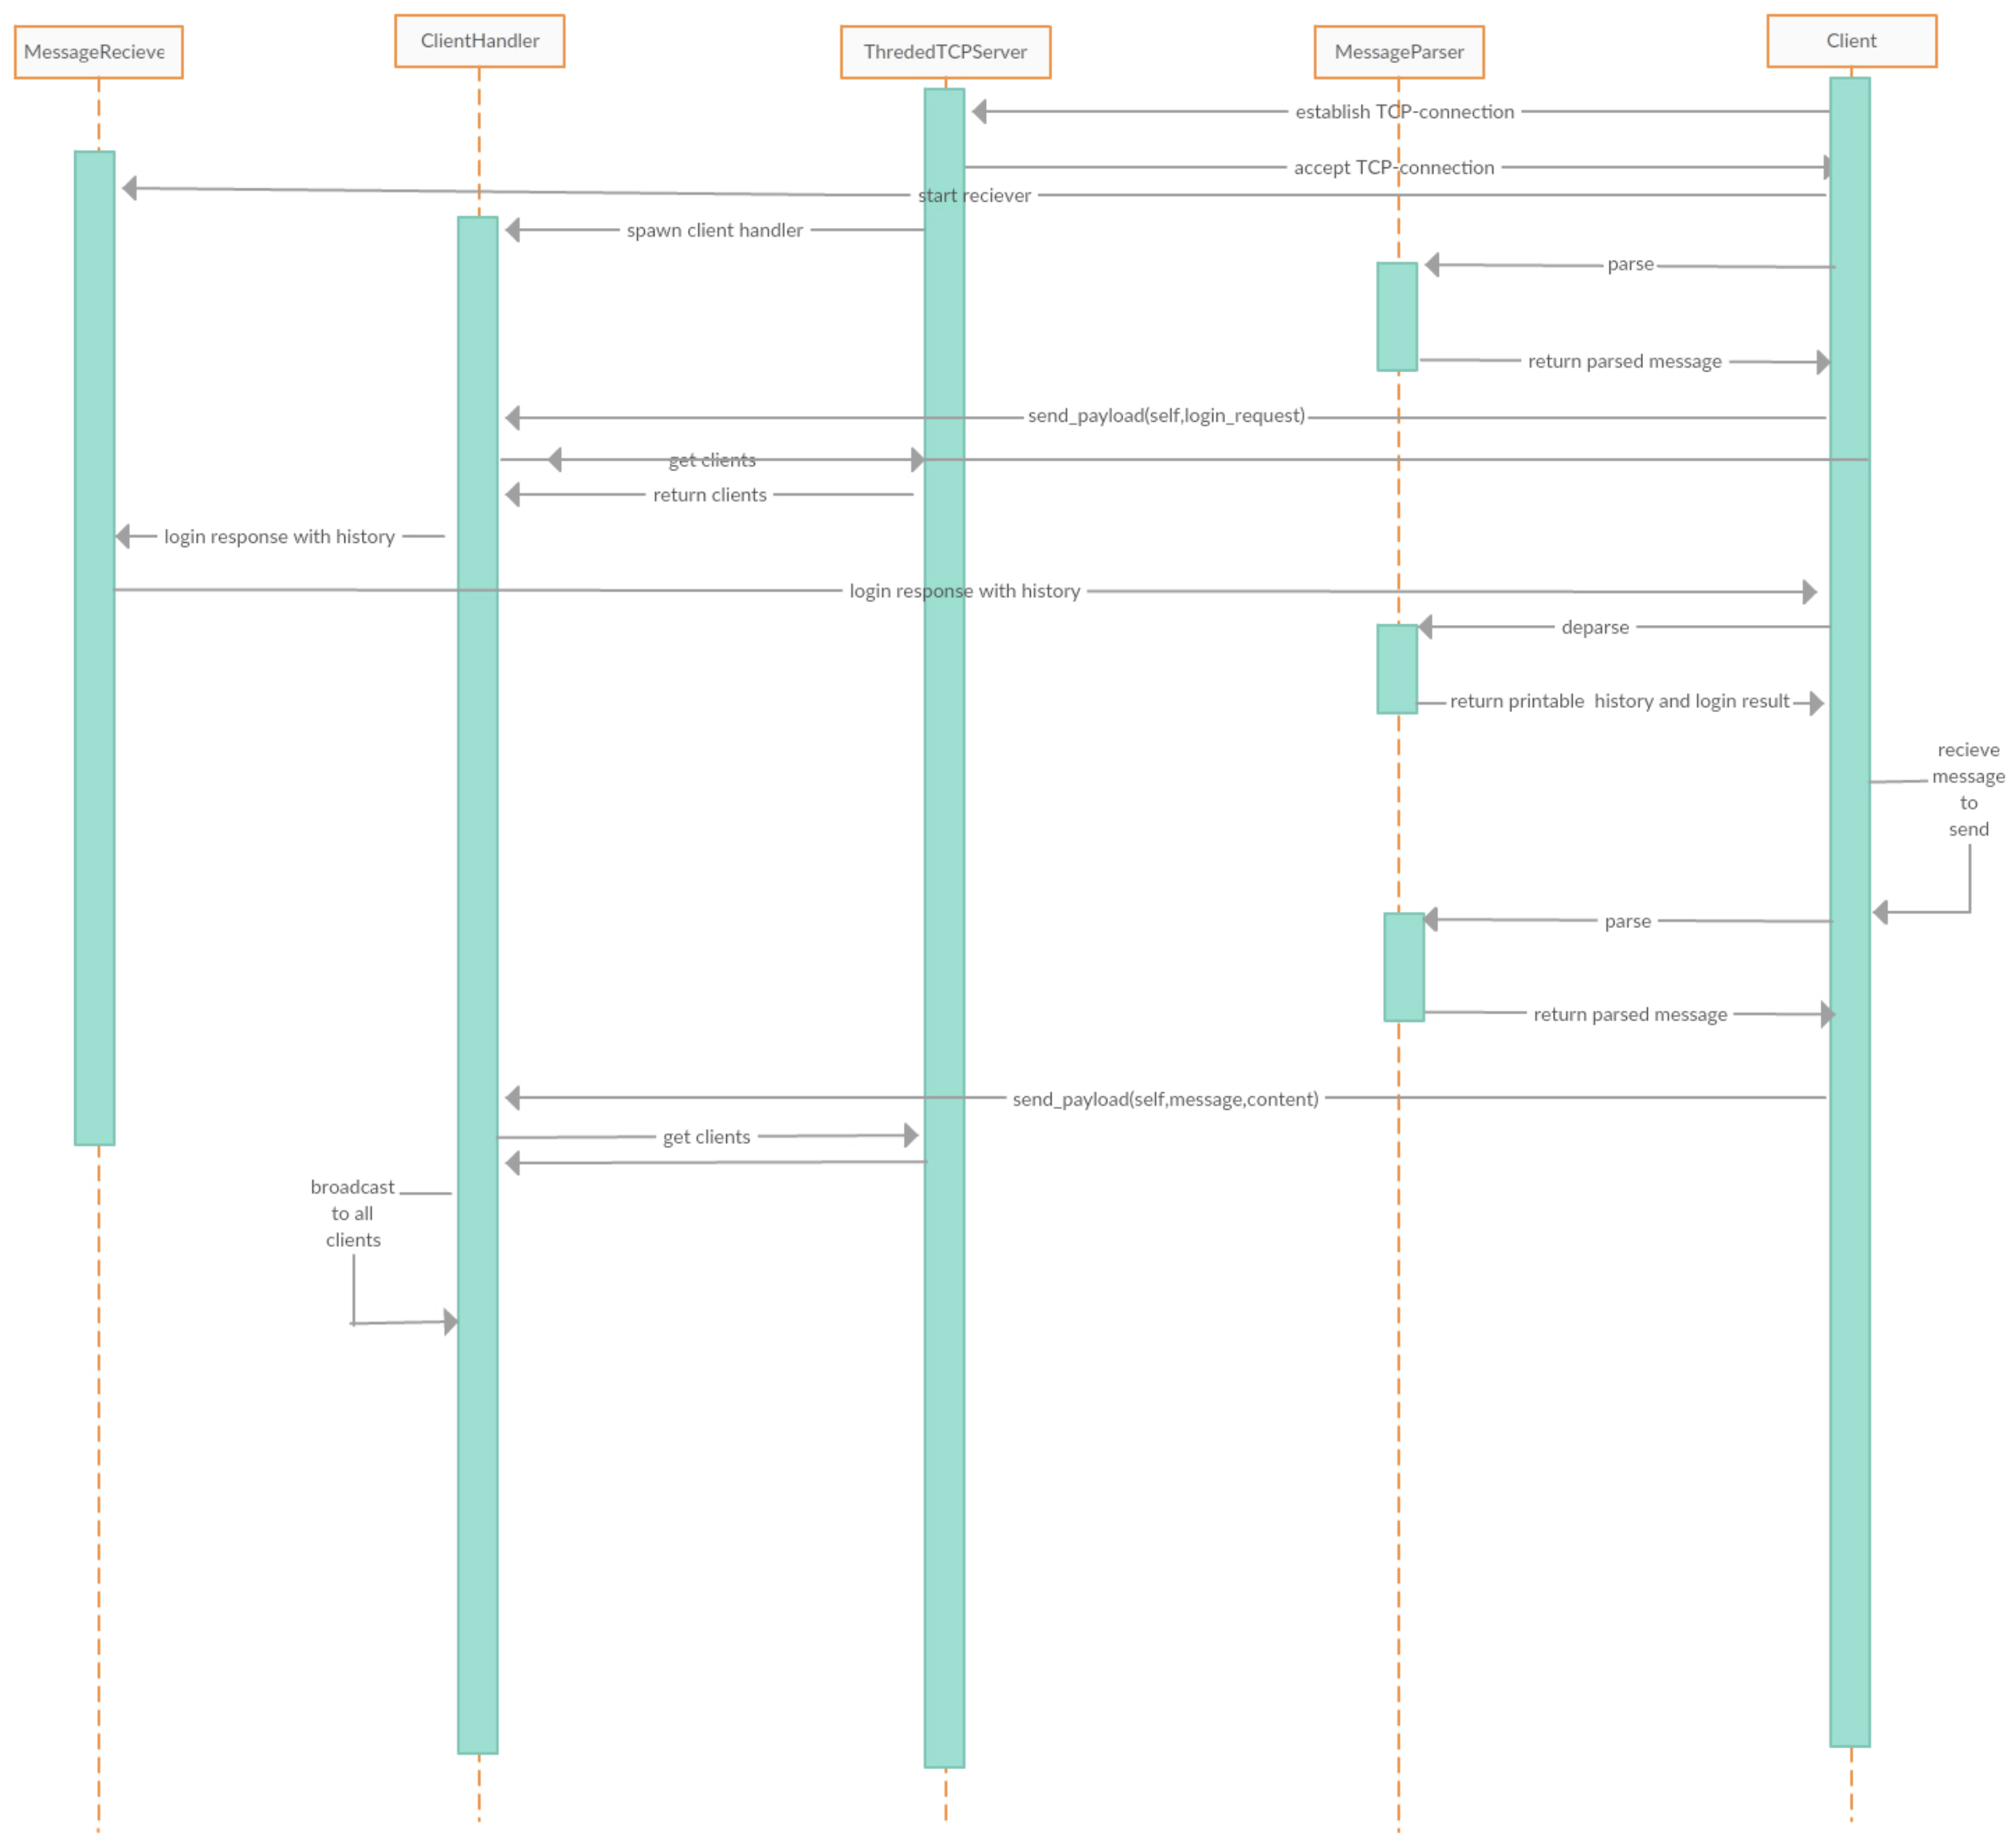 MessageRecieve
ClientHandler
ThrededTCPServer
MessageParser
Client
establish TCP-connection
accept TCP-connection
start reciever
spawn client handler
parse
return parsed message
send_payload(self,login_request)
get clients
return clients
login response with history
login response with history
deparse
return printable  history and login result
recieve
message
to
send
parse
return parsed message
send_payload(self,message,content)
get clients
broadcast
to all
clients